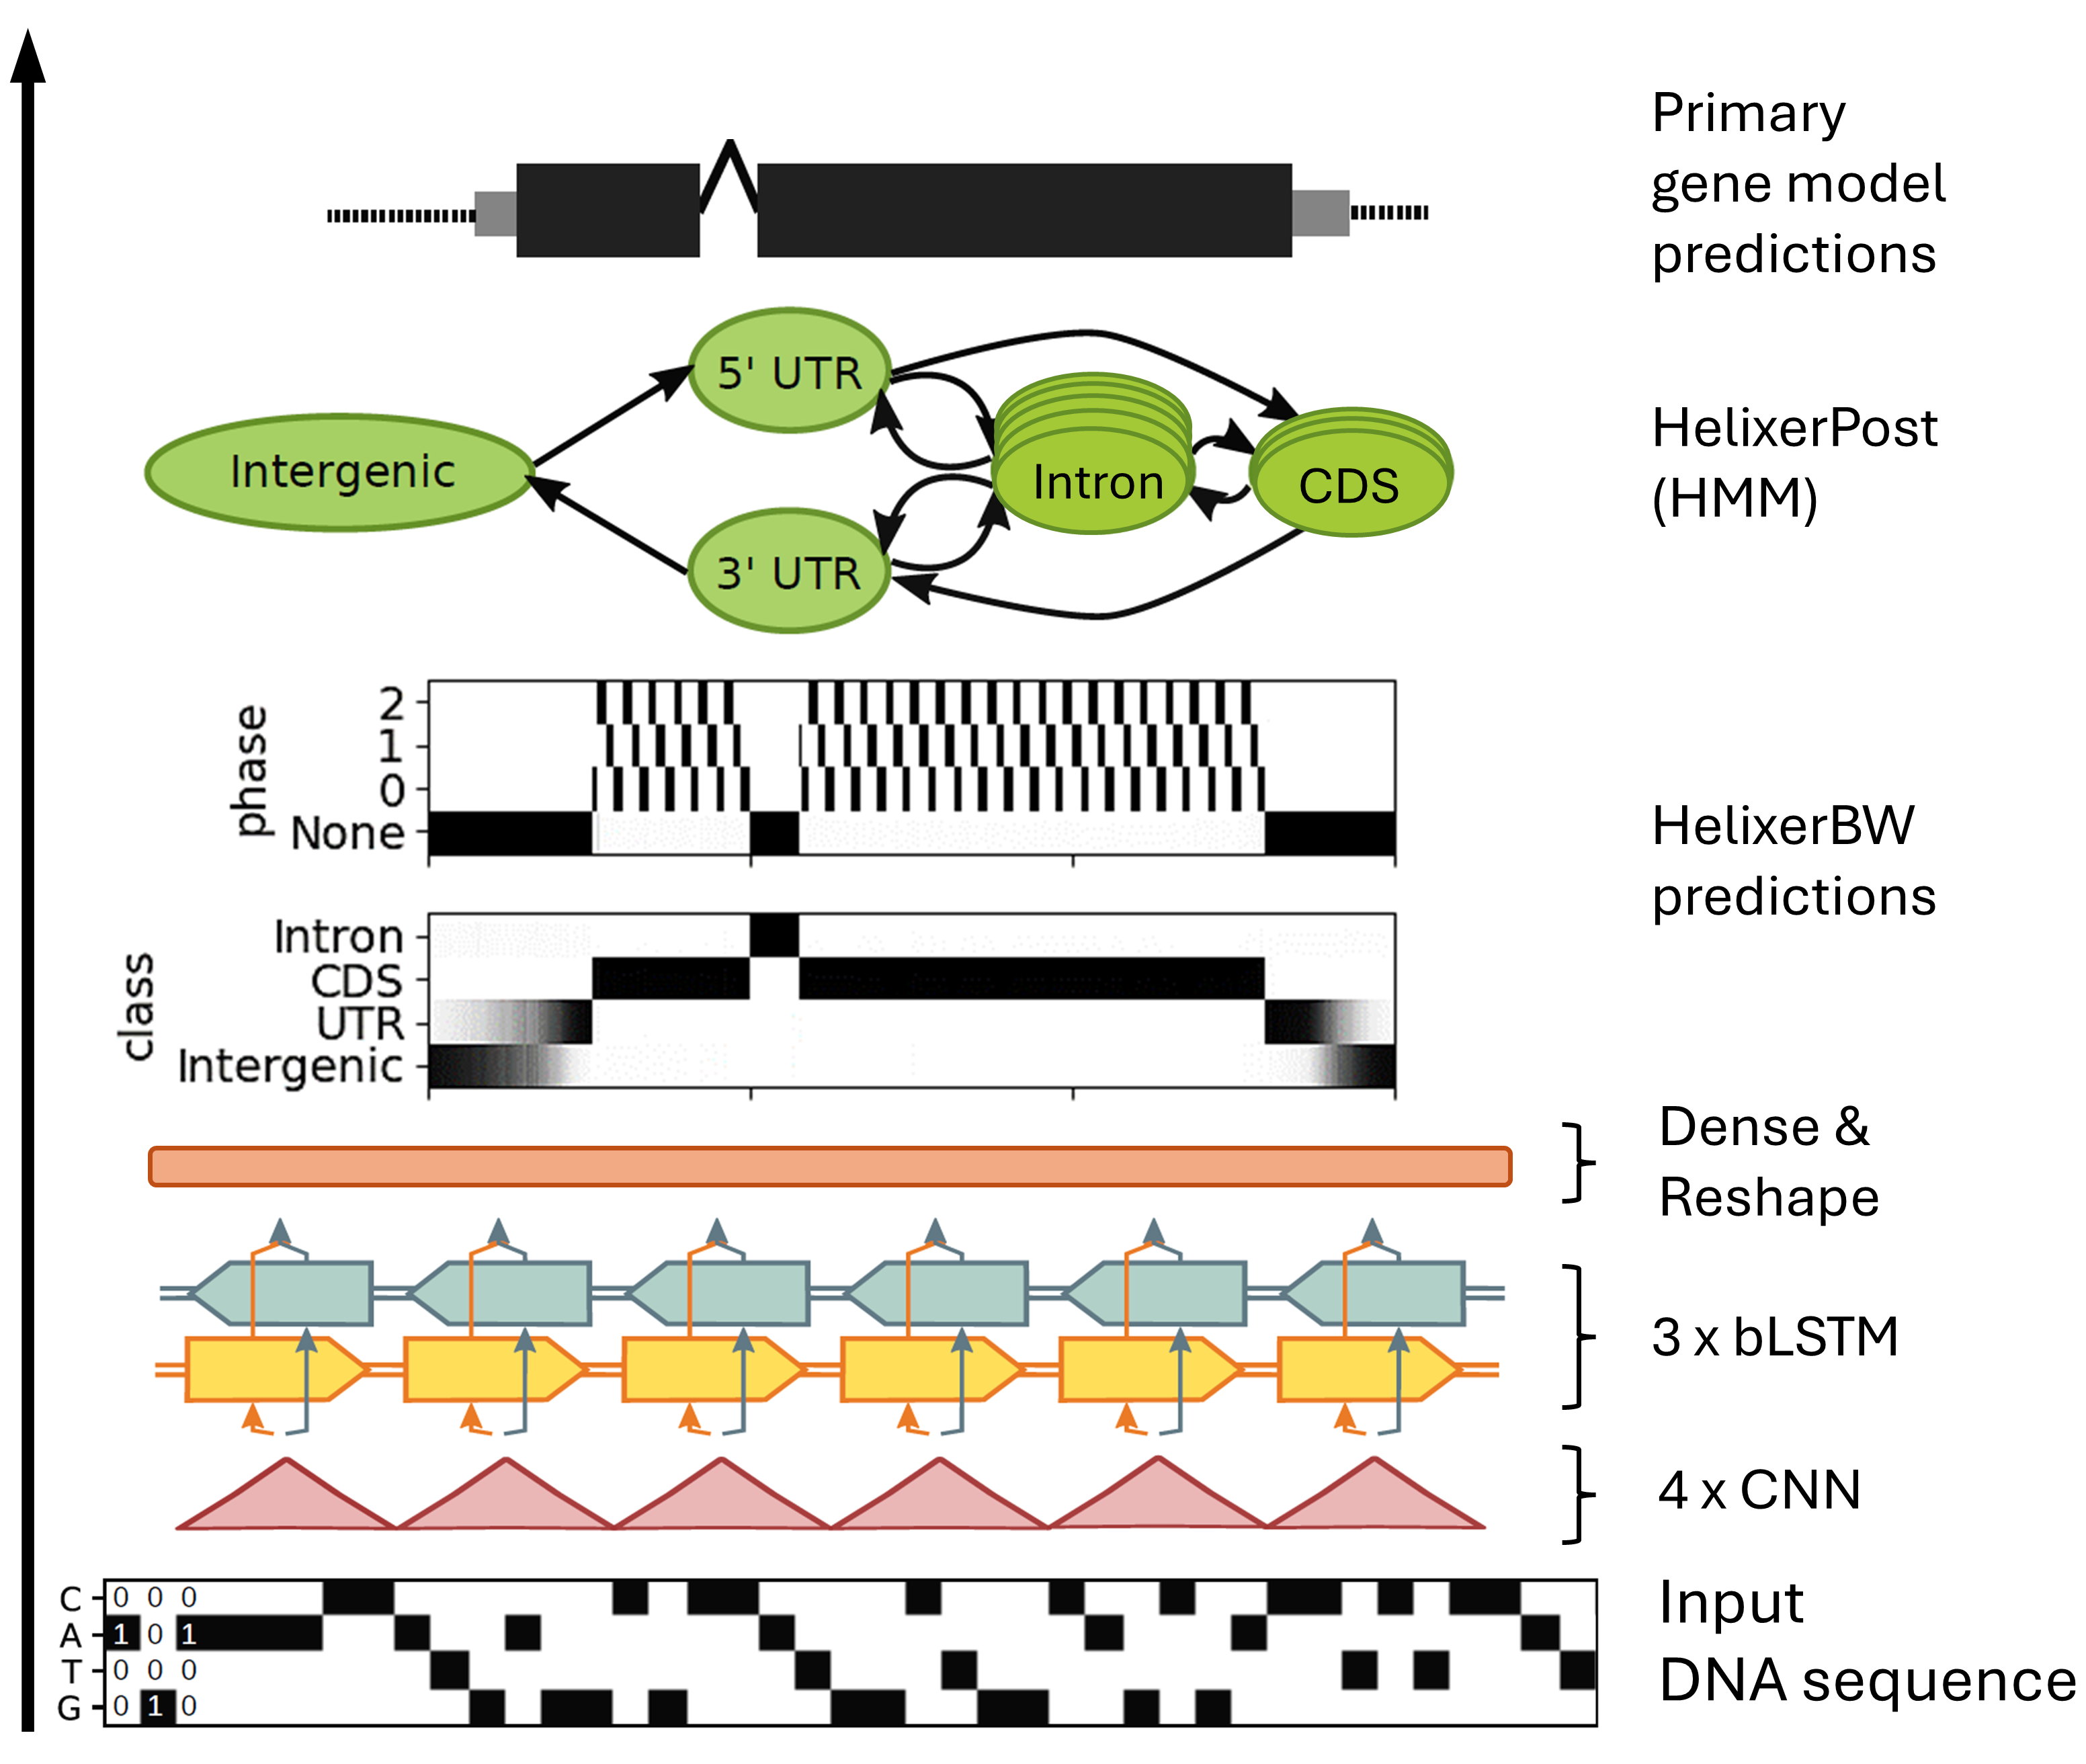 Primary
gene model
predictions
5' UTR
Intergenic
Intron
CDS
3' UTR
HelixerPost
(HMM)
phase
2
1
0
None
HelixerBW
predictions
class
Intron
CDS
UTR
Intergenic
Dense &
Reshape
3 x bLSTM
4 x CNN
C 0 0 0
A 1 0 1
T 0 0 0
G 0 1 0
Input
DNA sequence